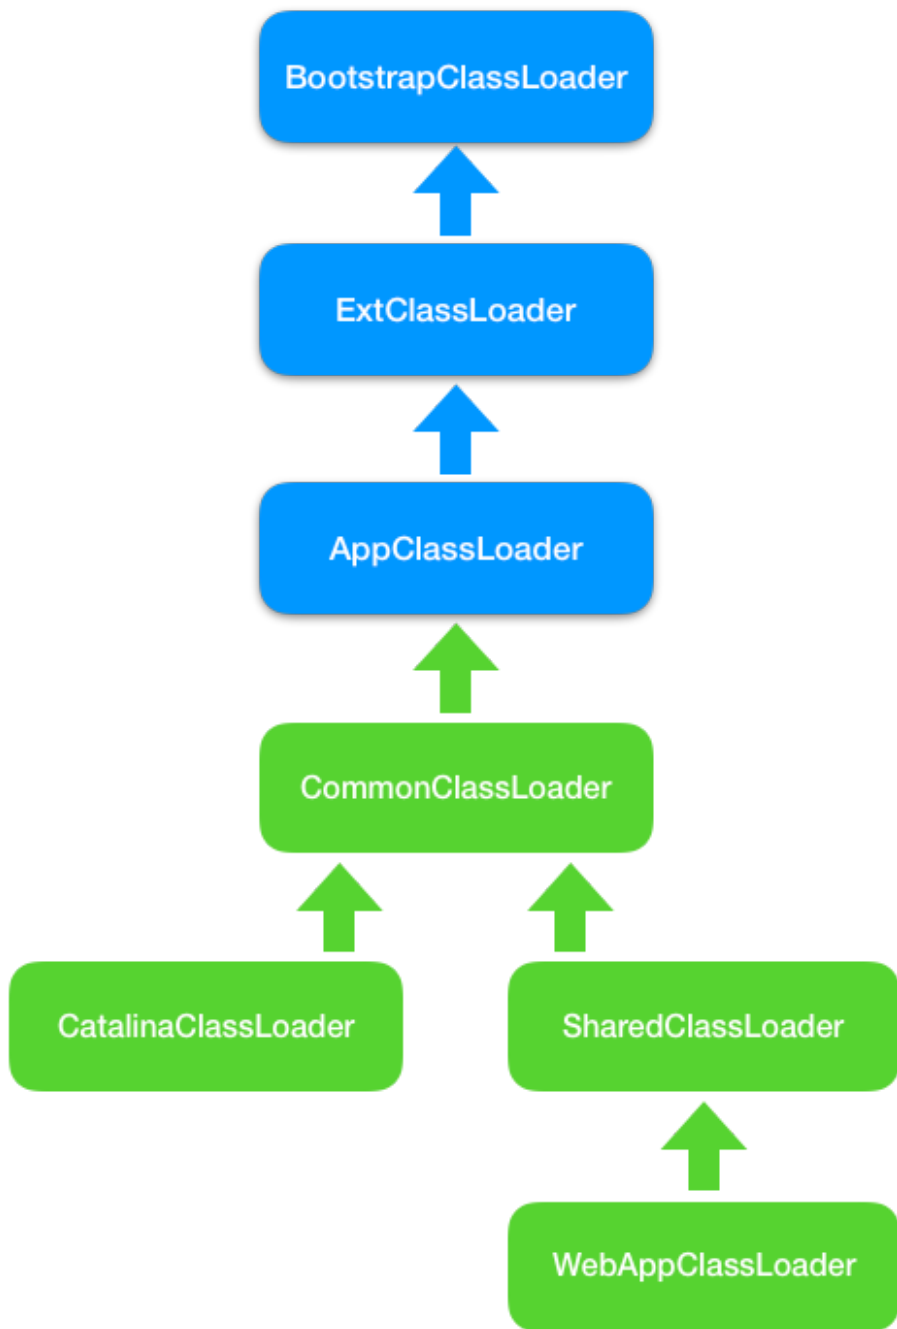 BootstrapClassLoader
ExtClassLoader
AppClassLoader
CommonClassLoader
CatalinaClassLoader
SharedClassLoader
WebAppClassLoader